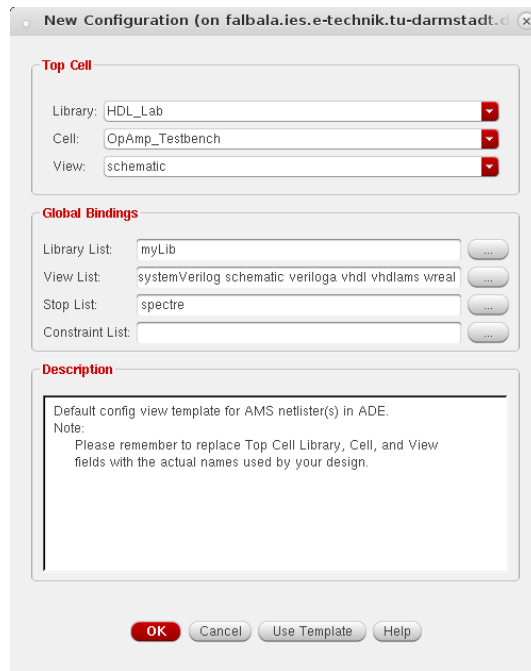 New Configuration (on falbala.ies.e-technik.tu-darmstadt.d
Top Cell
Library: HDL_Lab
Cell: OpAmp_Testbench
View: schematic
Global Bindings
Library List: myLib
View List: systemVerilog schematic veriloga vhdl vhdlams wreal
Stop List: spectre
Constraint List:
Description
Default config view template for AMS netlister(s) in ADE.
Note:
Please remember to replace Top Cell Library, Cell, and View
fields with the actual names used by your design.
OK Cancel Use Template Help